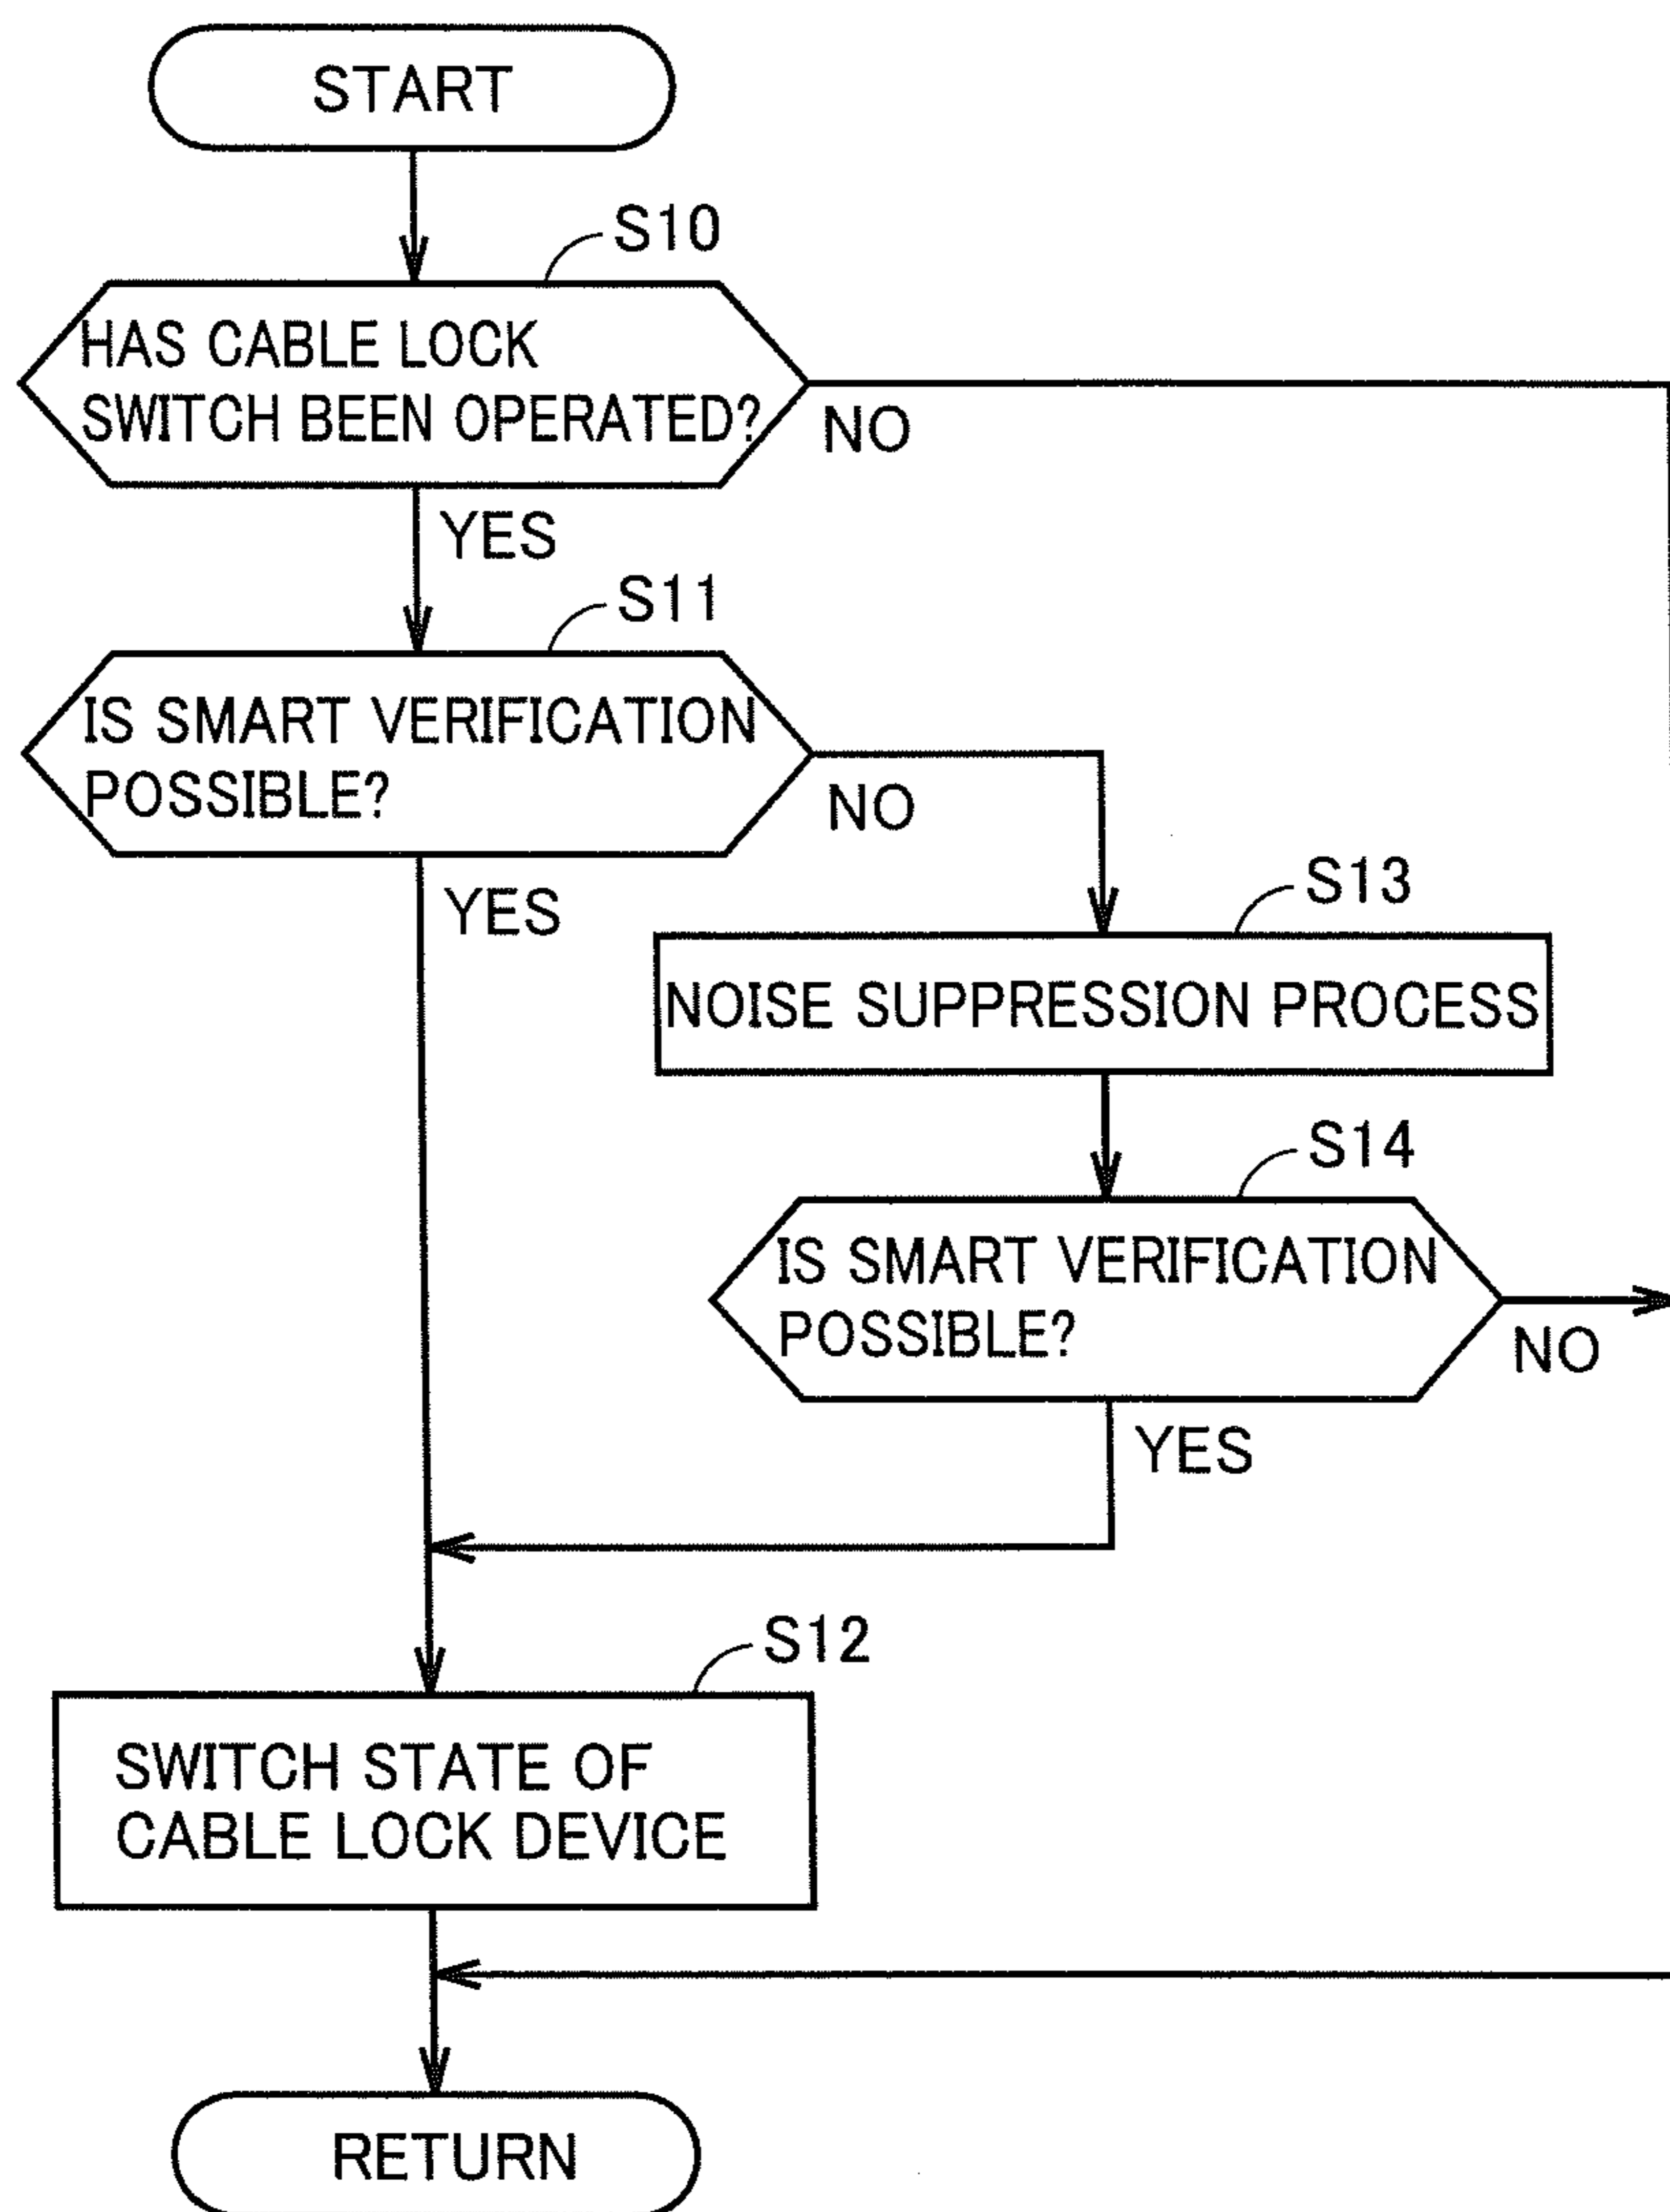 START
S10
HAS CABLE LOCK
SWITCH BEEN OPERATED?
NO
YES
S11
IS SMART VERIFICATION
POSSIBLE?
NO
YES
S13
NOISE SUPPRESSION PROCESS
S14
IS SMART VERIFICATION
POSSIBLE?
NO
YES
S12
SWITCH STATE OF
CABLE LOCK DEVICE
RETURN